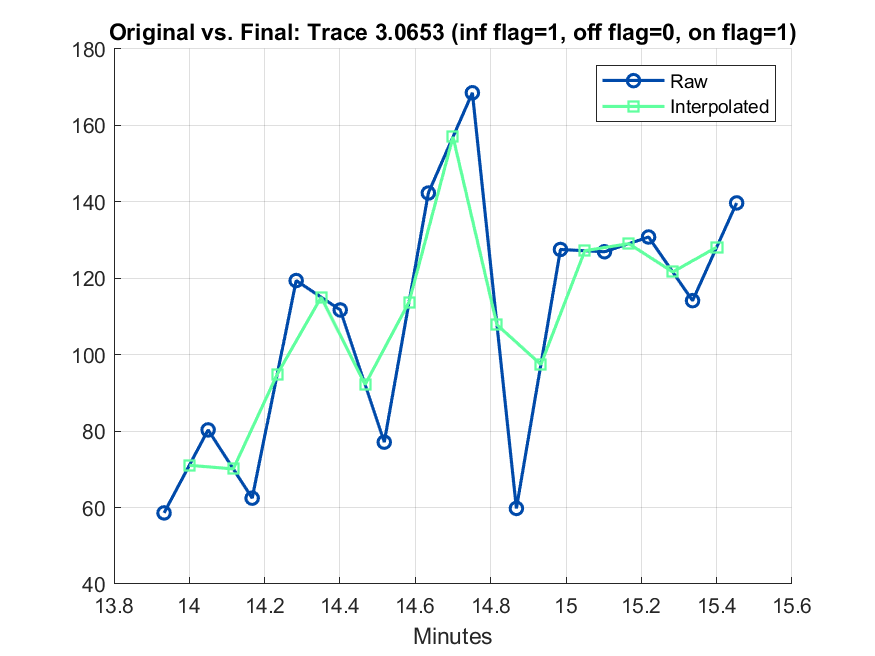 Original vs. Final: Trace 3.0653 (inf flag=1, off flag=0, on flag=1)
180
160
140
120
100
80
60
40
Raw
Interpolated
13.8 14 14.2 14.4 14.6 14.8 15 15.2 15.4 15.6
Minutes